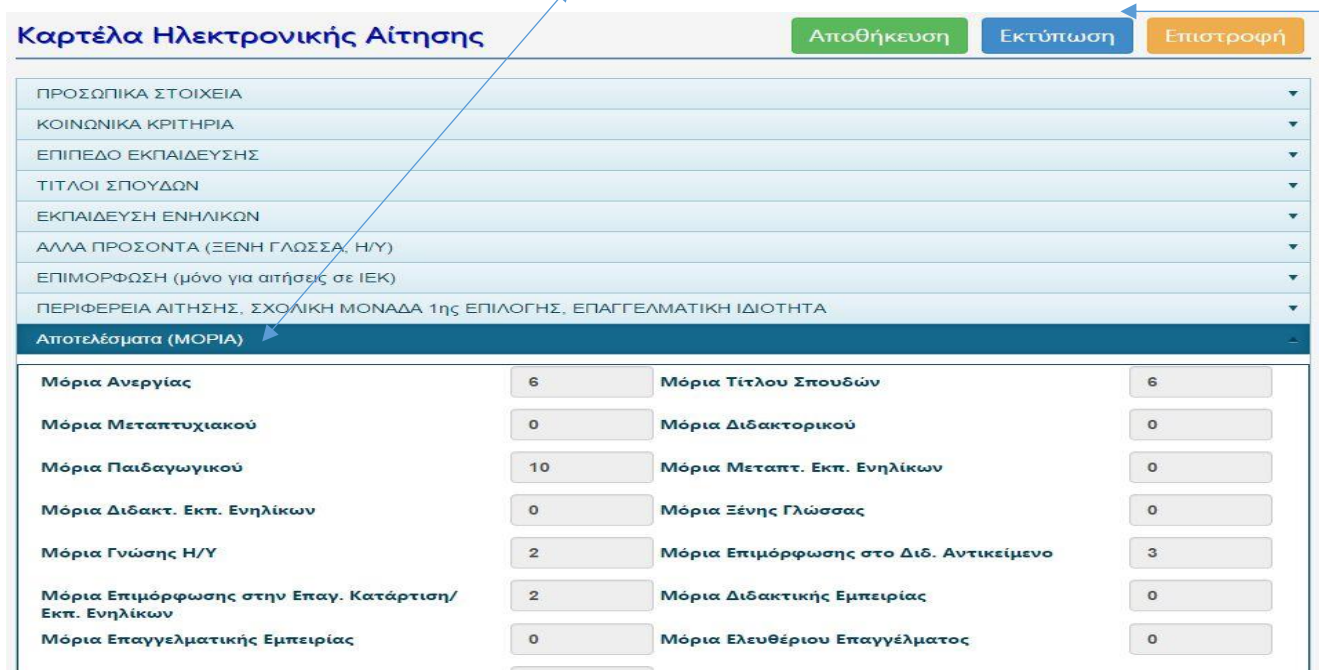 Καρτέλα Ηλεκτρονικής Αίτησης
Αποθήκευση Εκτύπωση Επιστροφή
ΠΡΟΣΩΠΙΚΑ ΣΤΟΙΧΕΙΑ
ΚΟΙΝΩΝΙΚΑ ΚΡΙΤΗΡΙΑ
ΕΠΙΠΕΔΟ ΕΚΠΑΙΔΕΥΣΗΣ
ΤΙΤΛΟΙ ΣΠΟΥΔΩΝ
ΕΚΠΑΙΔΕΥΣΗ ΕΝΗΛΙΚΩΝ
ΑΛΛΑ ΠΡΟΣΟΝΤΑ (ΞΕΝΗ ΓΛΩΣΣΑ, Η/Υ)
ΕΠΙΜΟΡΦΩΣΗ (μόνο για αιτήσεις σε ΙΕΚ)
ΠΕΡΙΦΕΡΕΙΑ ΑΙΤΗΣΗΣ, ΣΧΟΛΙΚΗ ΜΟΝΑΔΑ 1ης ΕΠΙΛΟΓΗΣ, ΕΠΑΓΓΕΛΜΑΤΙΚΗ ΙΔΙΟΤΗΤΑ
Αποτελέσματα (ΜΟΡΙΑ)
Μόρια Ανεργίας 6 Μόρια Τίτλου Σπουδών 6
Μόρια Μεταπτυχιακού 0 Μόρια Διδακτορικού 0
Μόρια Παιδαγωγικού 10 Μόρια Μεταπτ. Εκπ. Ενηλίκων 0
Μόρια Διδακτ. Εκπ. Ενηλίκων 0 Μόρια Ξένης Γλώσσας 0
Μόρια Γνώσης Η/Υ 2 Μόρια Επιμόρφωσης στο Διδ. Αντικείμενο 3
Μόρια Επιμόρφωσης στην Επαγ. Κατάρτιση/ 2 Μόρια Διδακτικής Εμπειρίας 0
Εκπ. Ενηλίκων
Μόρια Επαγγελματικής Εμπειρίας 0 Μόρια Ελευθέριου Επαγγέλματος 0